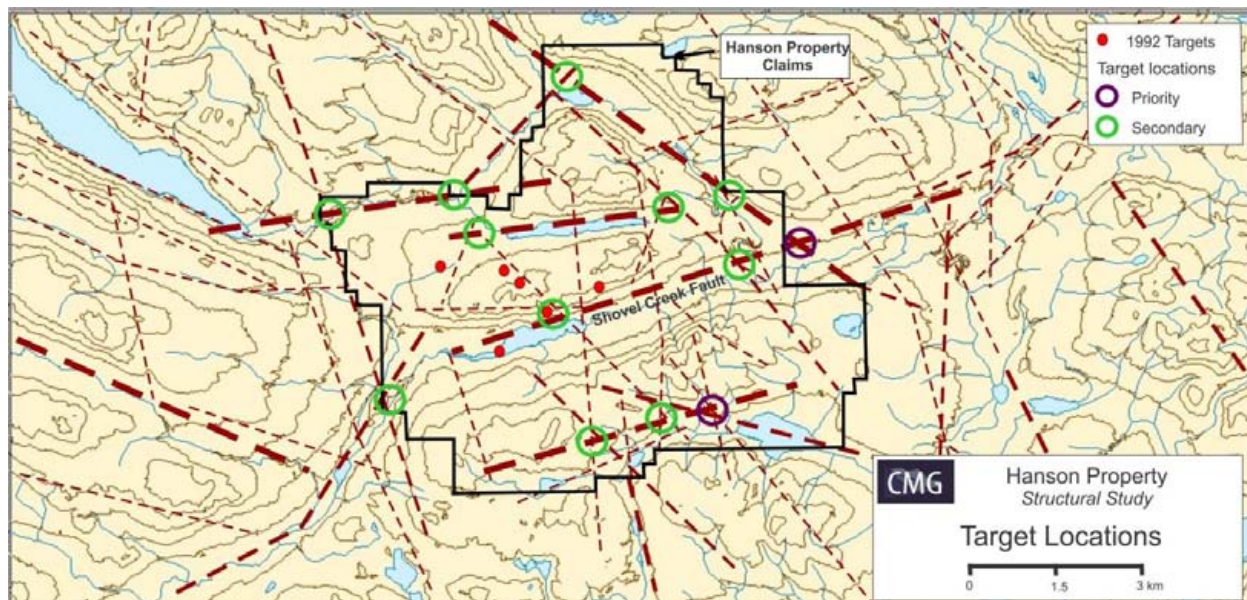 Hanson Property
Claims
1992 Targets
Target locations
Priority
Secondary
Shovel Creek Fault
CMG
Hanson Property
Structural Study
Target Locations
0 1.5 3 km